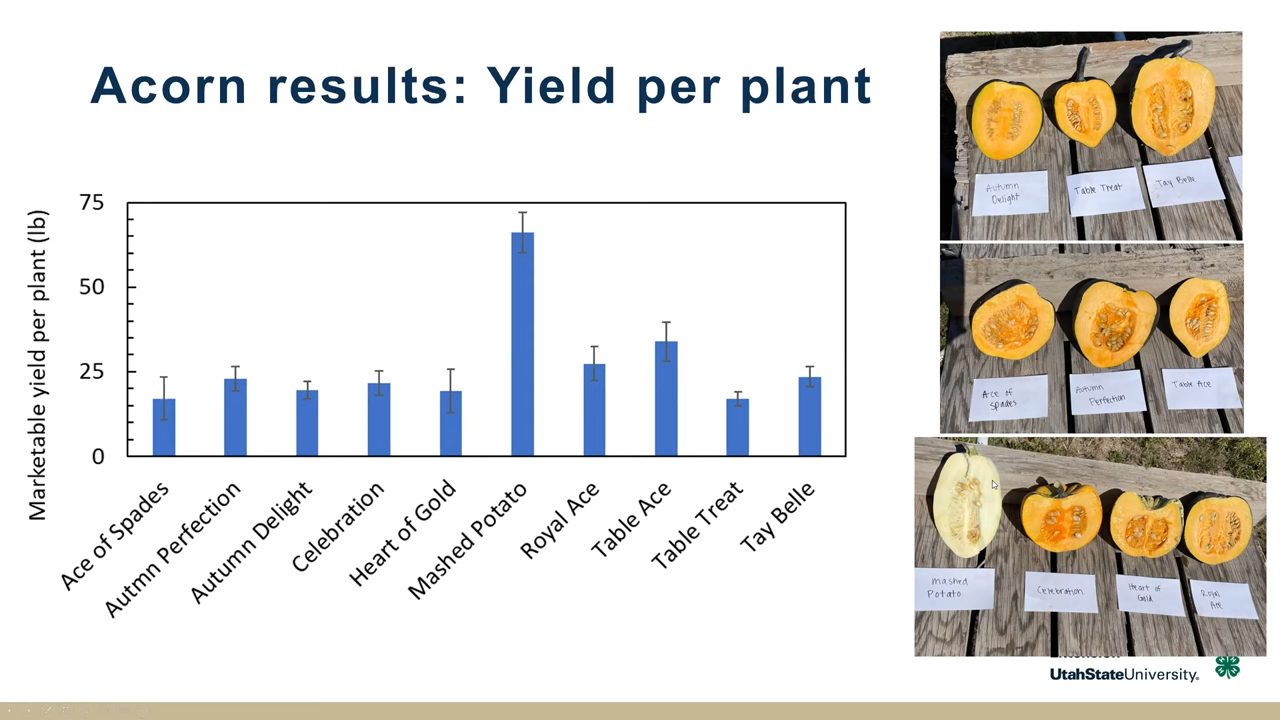 Acorn results: Yield per plant
Marketable yield per plant (lb)
75
50
25
0
Ace of Spades
Autmn Perfection
Autumn Delight
Celebration
Heart of Gold
Mashed Potato
Royal Ace
Table Ace
Table Treat
Tay Belle
Autumn
Delight
Table Treat
Tay Belle
Ace of
Spades
Autumn
Perfection
Table Ace
mashed
Potato
Celebration
Heart of
Gold
Royal
Ace
UtahStateUniversity®